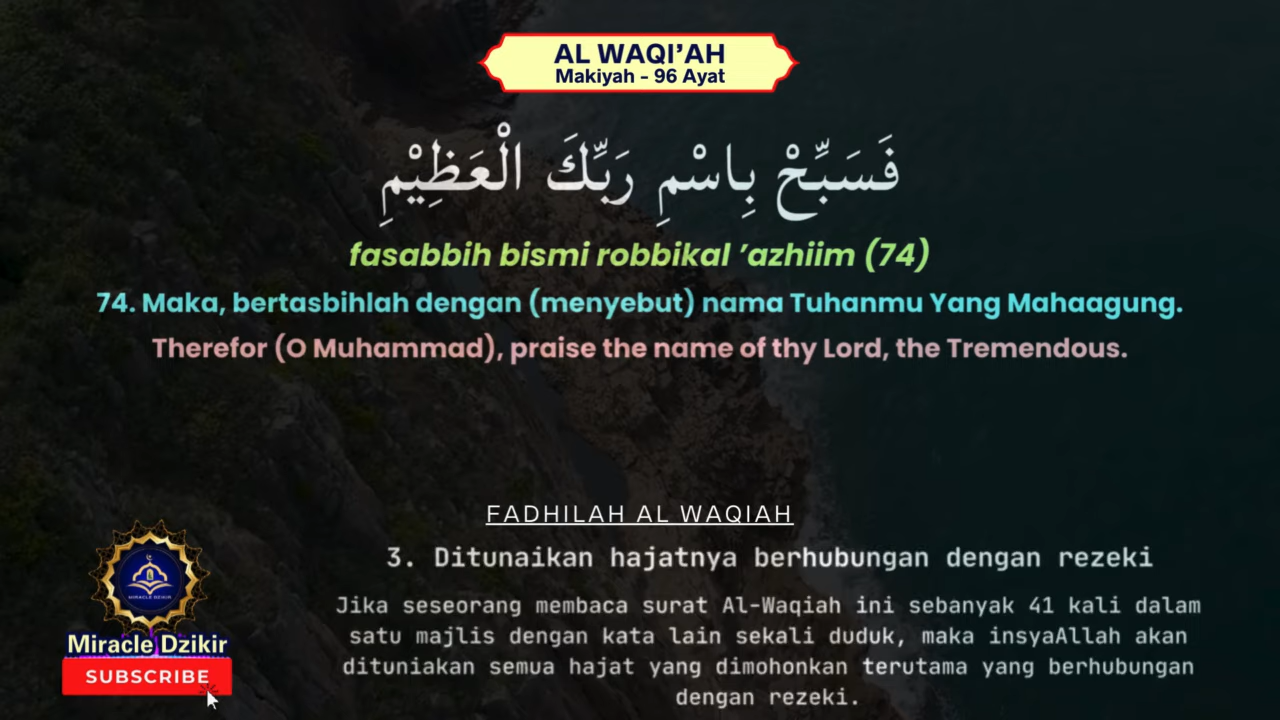 AL WAQI'AH
Makiyah - 96 Ayat
فَسَبِّحْ بِاسْمِ رَبِّكَ الْعَظِيْمِ
fasabbih bismi robbikal 'azhiim (74)
74. Maka, bertasbihlah dengan (menyebut) nama Tuhanmu Yang Mahaagung.
Therefor (O Muhammad), praise the name of thy Lord, the Tremendous.
FADHILAH AL WAQIAH
3. Ditunaikan hajatnya berhubungan dengan rezeki
Jika seseorang membaca surat Al-Waqiah ini sebanyak 41 kali dalam
satu majlis dengan kata lain sekali duduk, maka insyaAllah akan
dituniakan semua hajat yang dimohonkan terutama yang berhubungan
dengan rezeki.
MIRACLE DZIKIR
Miracle Dzikir
SUBSCRIBE